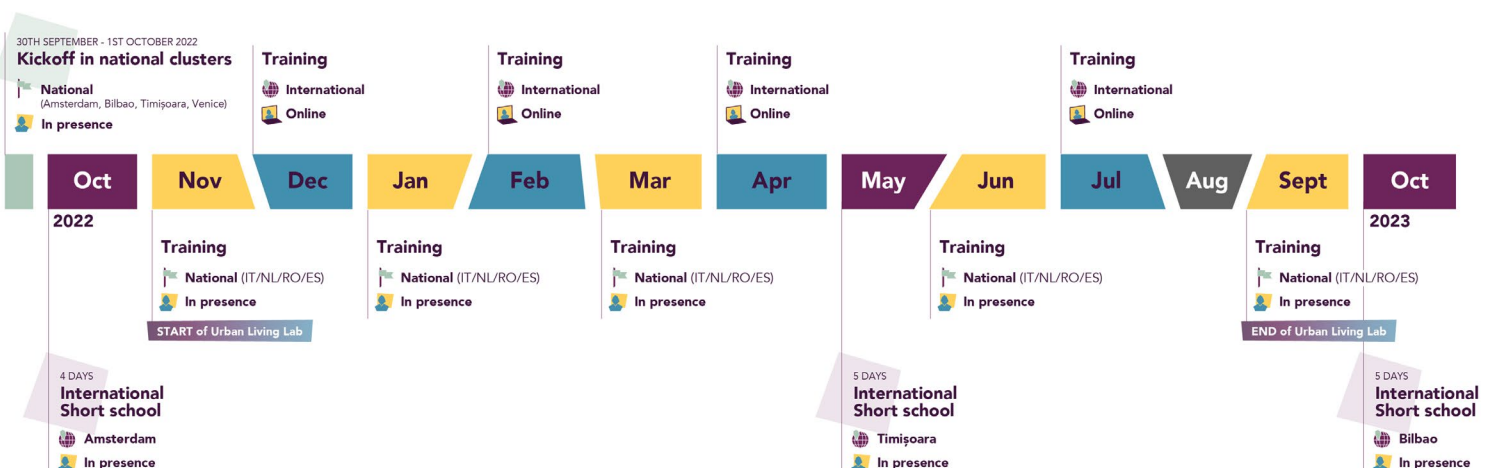 30TH SEPTEMBER - 1ST OCTOBER 2022
Kickoff in national clusters
National
(Amsterdam, Bilbao, Timișoara, Venice)
In presence
Training
International
Online
Training
International
Online
Training
International
Online
Training
International
Online
Oct
Nov
Dec
Jan
Feb
Mar
Apr
May
Jun
Jul
Aug
Sept
Oct
2022
2023
Training
National (IT/NL/RO/ES)
In presence
START of Urban Living Lab
Training
National (IT/NL/RO/ES)
In presence
Training
National (IT/NL/RO/ES)
In presence
Training
National (IT/NL/RO/ES)
In presence
Training
National (IT/NL/RO/ES)
In presence
END of Urban Living Lab
4 DAYS
International
Short school
Amsterdam
In presence
5 DAYS
International
Short school
Timișoara
In presence
5 DAYS
International
Short school
Bilbao
In presence